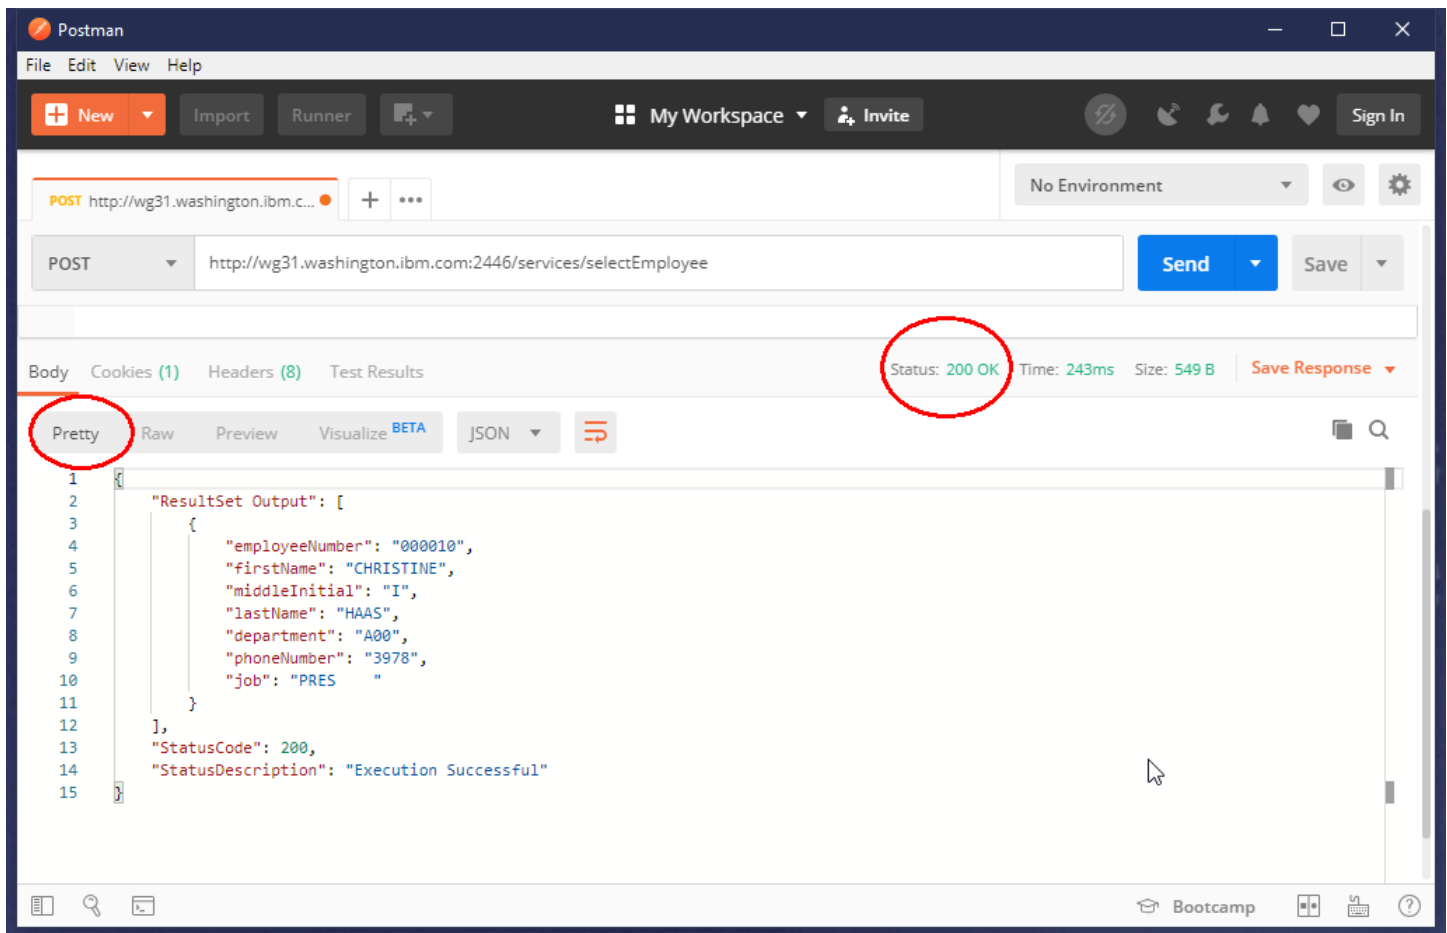 Postman
File Edit View Help
New Import Runner My Workspace Invite Sign In
POST http://wg31.washington.ibm.c... No Environment
POST http://wg31.washington.ibm.com:2446/services/selectEmployee Send Save
Body Cookies (1) Headers (8) Test Results Status: 200 OK Time: 243ms Size: 549 B Save Response
Pretty Raw Preview Visualize BETA JSON
1 {
2 "ResultSet Output": [
3 {
4 "employeeNumber": "000010",
5 "firstName": "CHRISTINE",
6 "middleInitial": "I",
7 "lastName": "HAAS",
8 "department": "A00",
9 "phoneNumber": "3978",
10 "job": "PRES    "
11 }
12 ],
13 "StatusCode": 200,
14 "StatusDescription": "Execution Successful"
15 }
Bootcamp